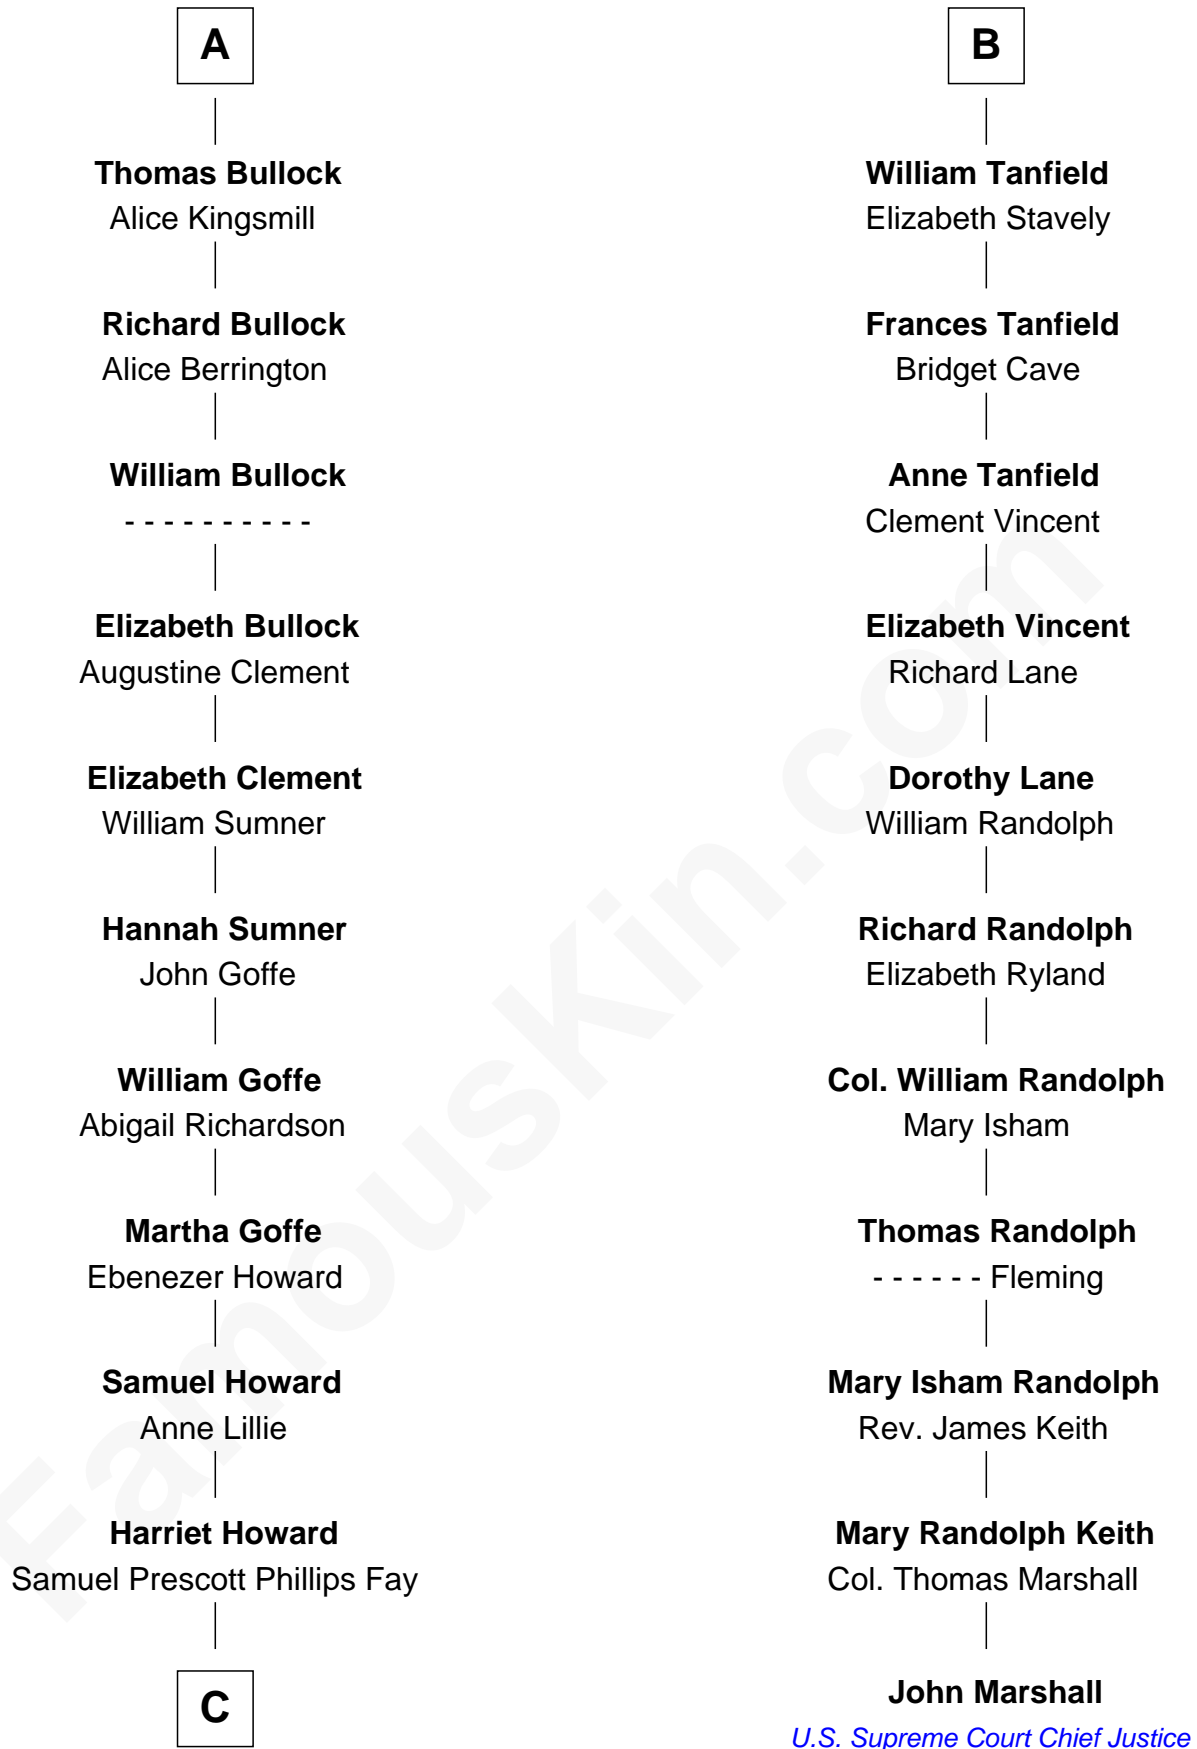 A
Thomas Bullock
Alice Kingsmill
Richard Bullock
Alice Berrington
William Bullock
- - - - - - - - - -
Elizabeth Bullock
Augustine Clement
Elizabeth Clement
William Sumner
Hannah Sumner
John Goffe
William Goffe
Abigail Richardson
Martha Goffe
Ebenezer Howard
Samuel Howard
Anne Lillie
Harriet Howard
Samuel Prescott Phillips Fay
C
B
William Tanfield
Elizabeth Stavely
Frances Tanfield
Bridget Cave
Anne Tanfield
Clement Vincent
Elizabeth Vincent
Richard Lane
Dorothy Lane
William Randolph
Richard Randolph
Elizabeth Ryland
Col. William Randolph
Mary Isham
Thomas Randolph
- - - - - - Fleming
Mary Isham Randolph
Rev. James Keith
Mary Randolph Keith
Col. Thomas Marshall
John Marshall
U.S. Supreme Court Chief Justice
FamousKin.com